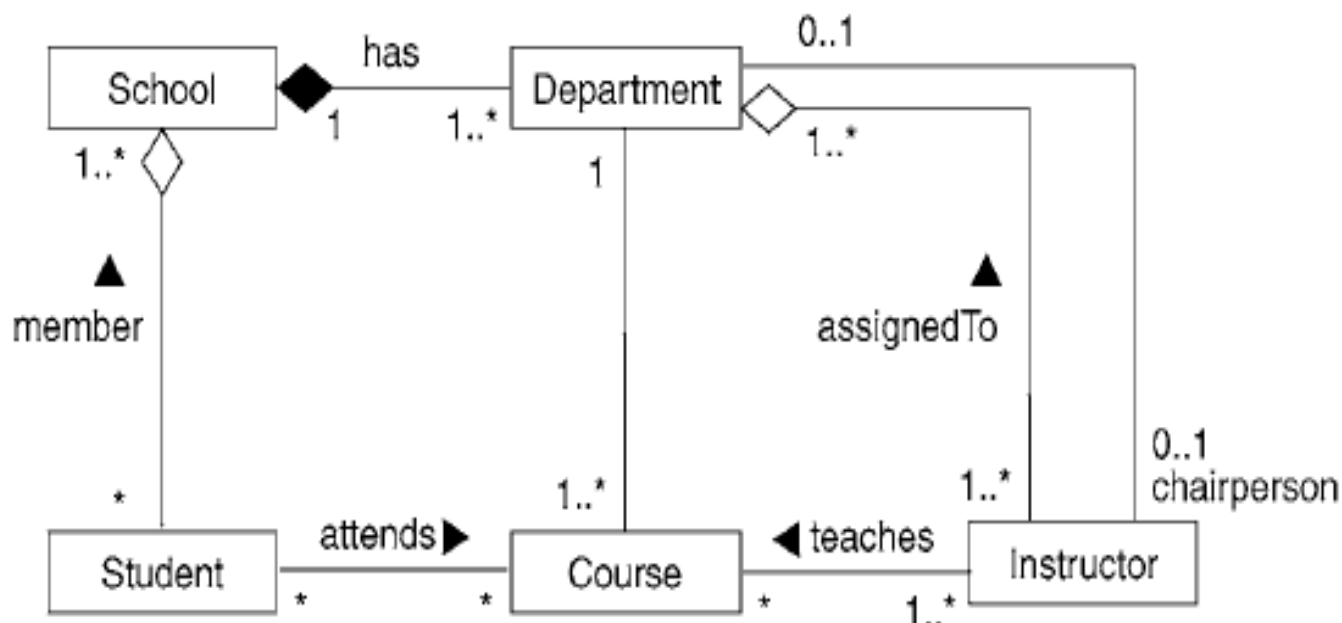 0..1
has
School
Department
1
1..*
1..*
1..*
1
member
assignedTo
0..1
chairperson
*
1..*
1..*
attends
teaches
Student
Course
Instructor
*
*
*
1..*